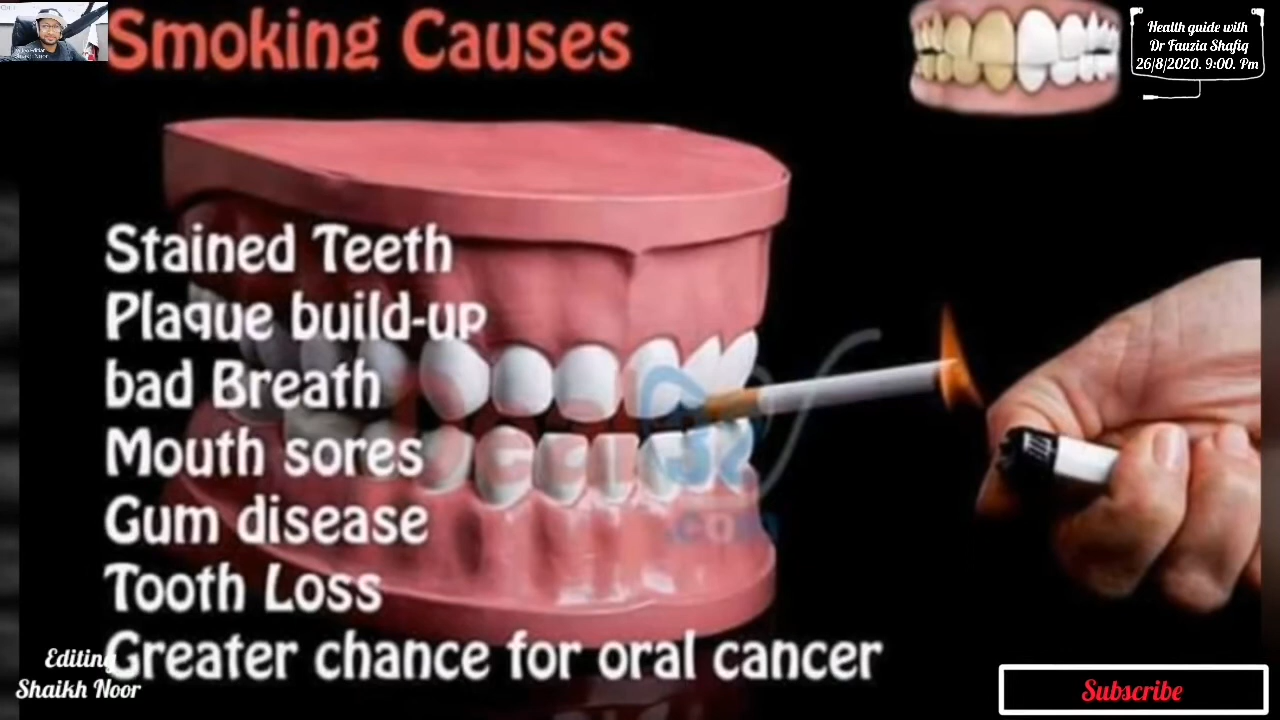 Smoking Causes
Health guide with
Dr Fauzia Shafiq
26/8/2020. 9:00. Pm
Stained Teeth
Plaque build-up
bad Breath
Mouth sores
Gum disease
Tooth Loss
Greater chance for oral cancer
Editing
Shaikh Noor
Subscribe